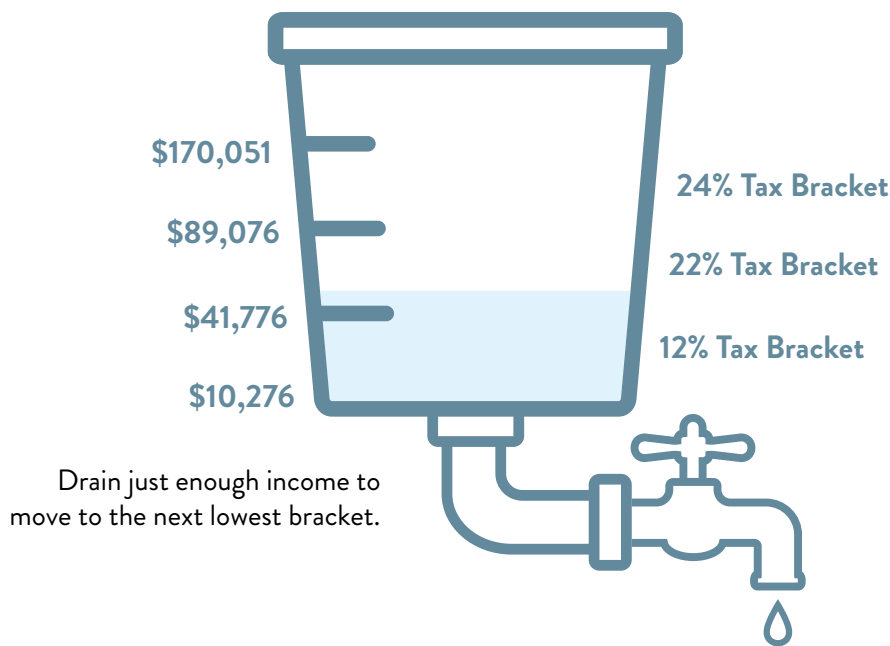 $170,051
24% Tax Bracket
$89,076
22% Tax Bracket
$41,776
12% Tax Bracket
$10,276
Drain just enough income to
move to the next lowest bracket.